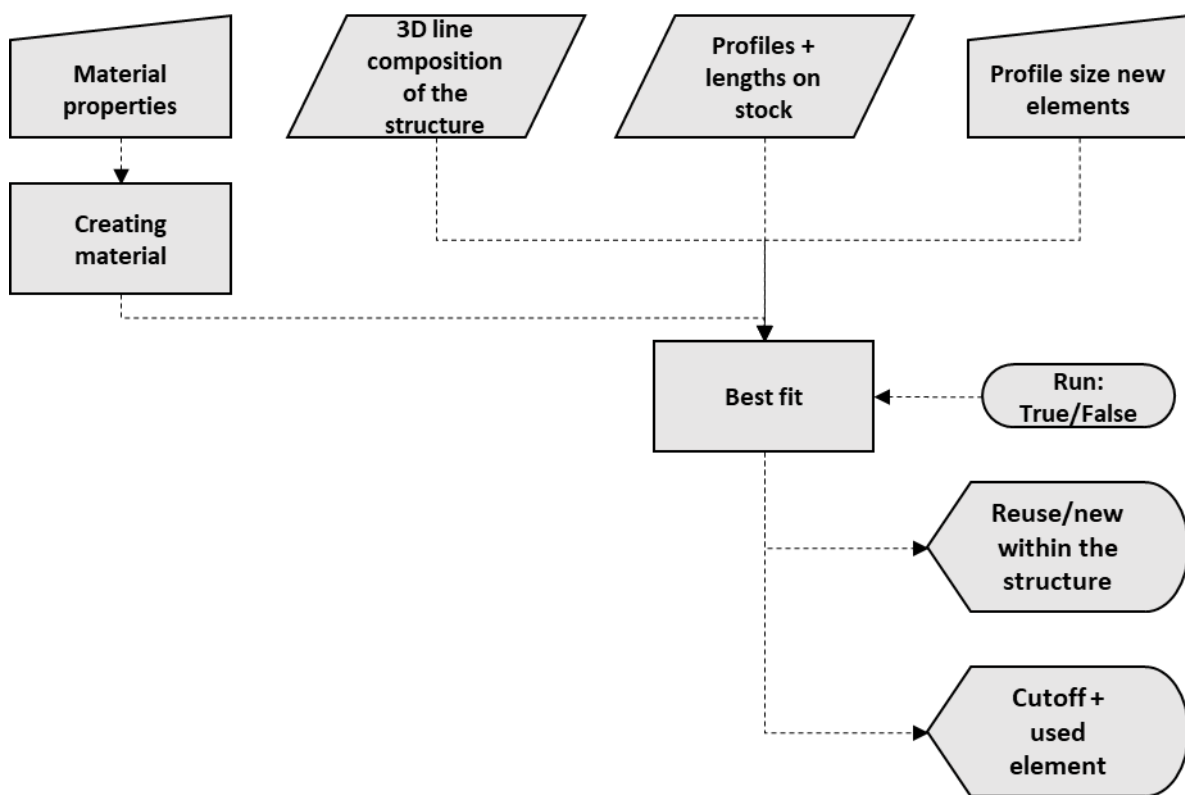 Material
properties
3D line
composition
of the
structure
Profiles +
lengths on
stock
Profile size new
elements
Creating
material
Best fit
Run:
True/False
Reuse/new
within the
structure
Cutoff +
used
element